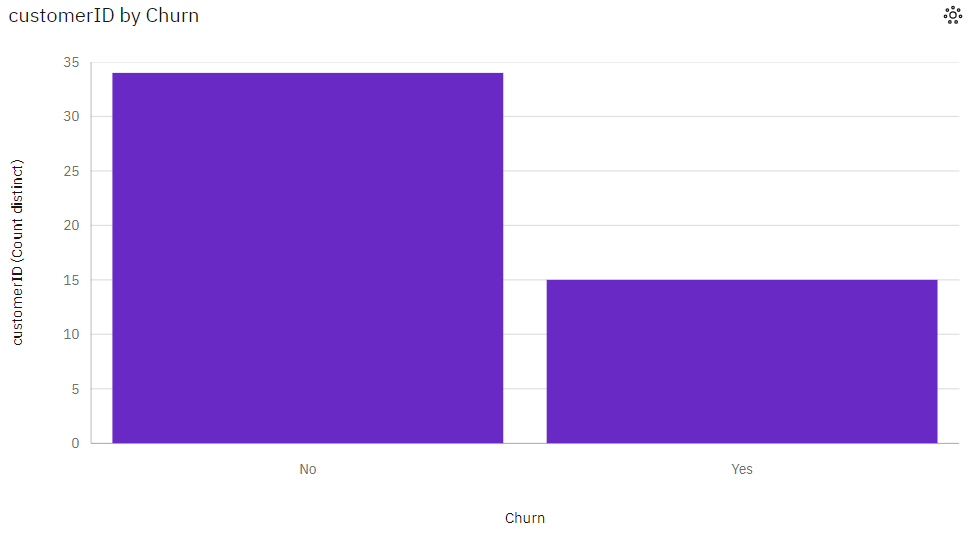 customerID by Churn
customerID (Count distinct)
35
30
25
20
15
10
5
0
No
Yes
Churn